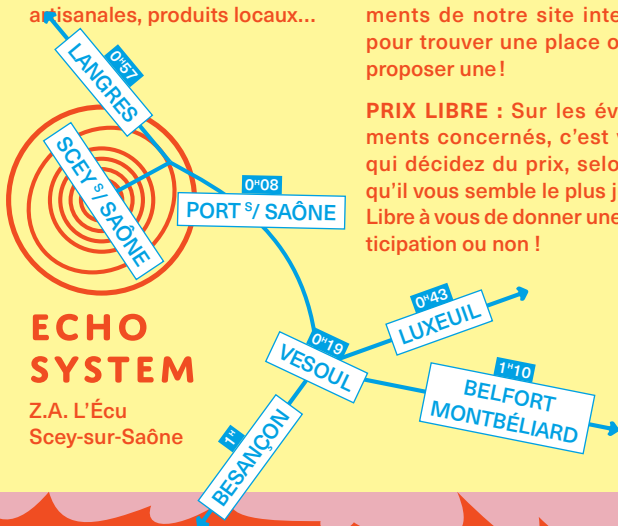 artisanales, produits locaux...
ments de notre site inte
pour trouver une place o
proposer une !
PRIX LIBRE : Sur les év
ments concernés, c'est
qui décidez du prix, selo
qu'il vous semble le plus j
Libre à vous de donner une
ticipation ou non !
0H57
LANGRES
SCEY S/ SAÔNE
0H08
PORT S/ SAÔNE
0H43
LUXEUIL
0H19
VESOUL
1H10
BELFORT
MONTBÉLIARD
1H
BESANÇON
ECHO
SYSTEM
Z.A. L'Écu
Scey-sur-Saône